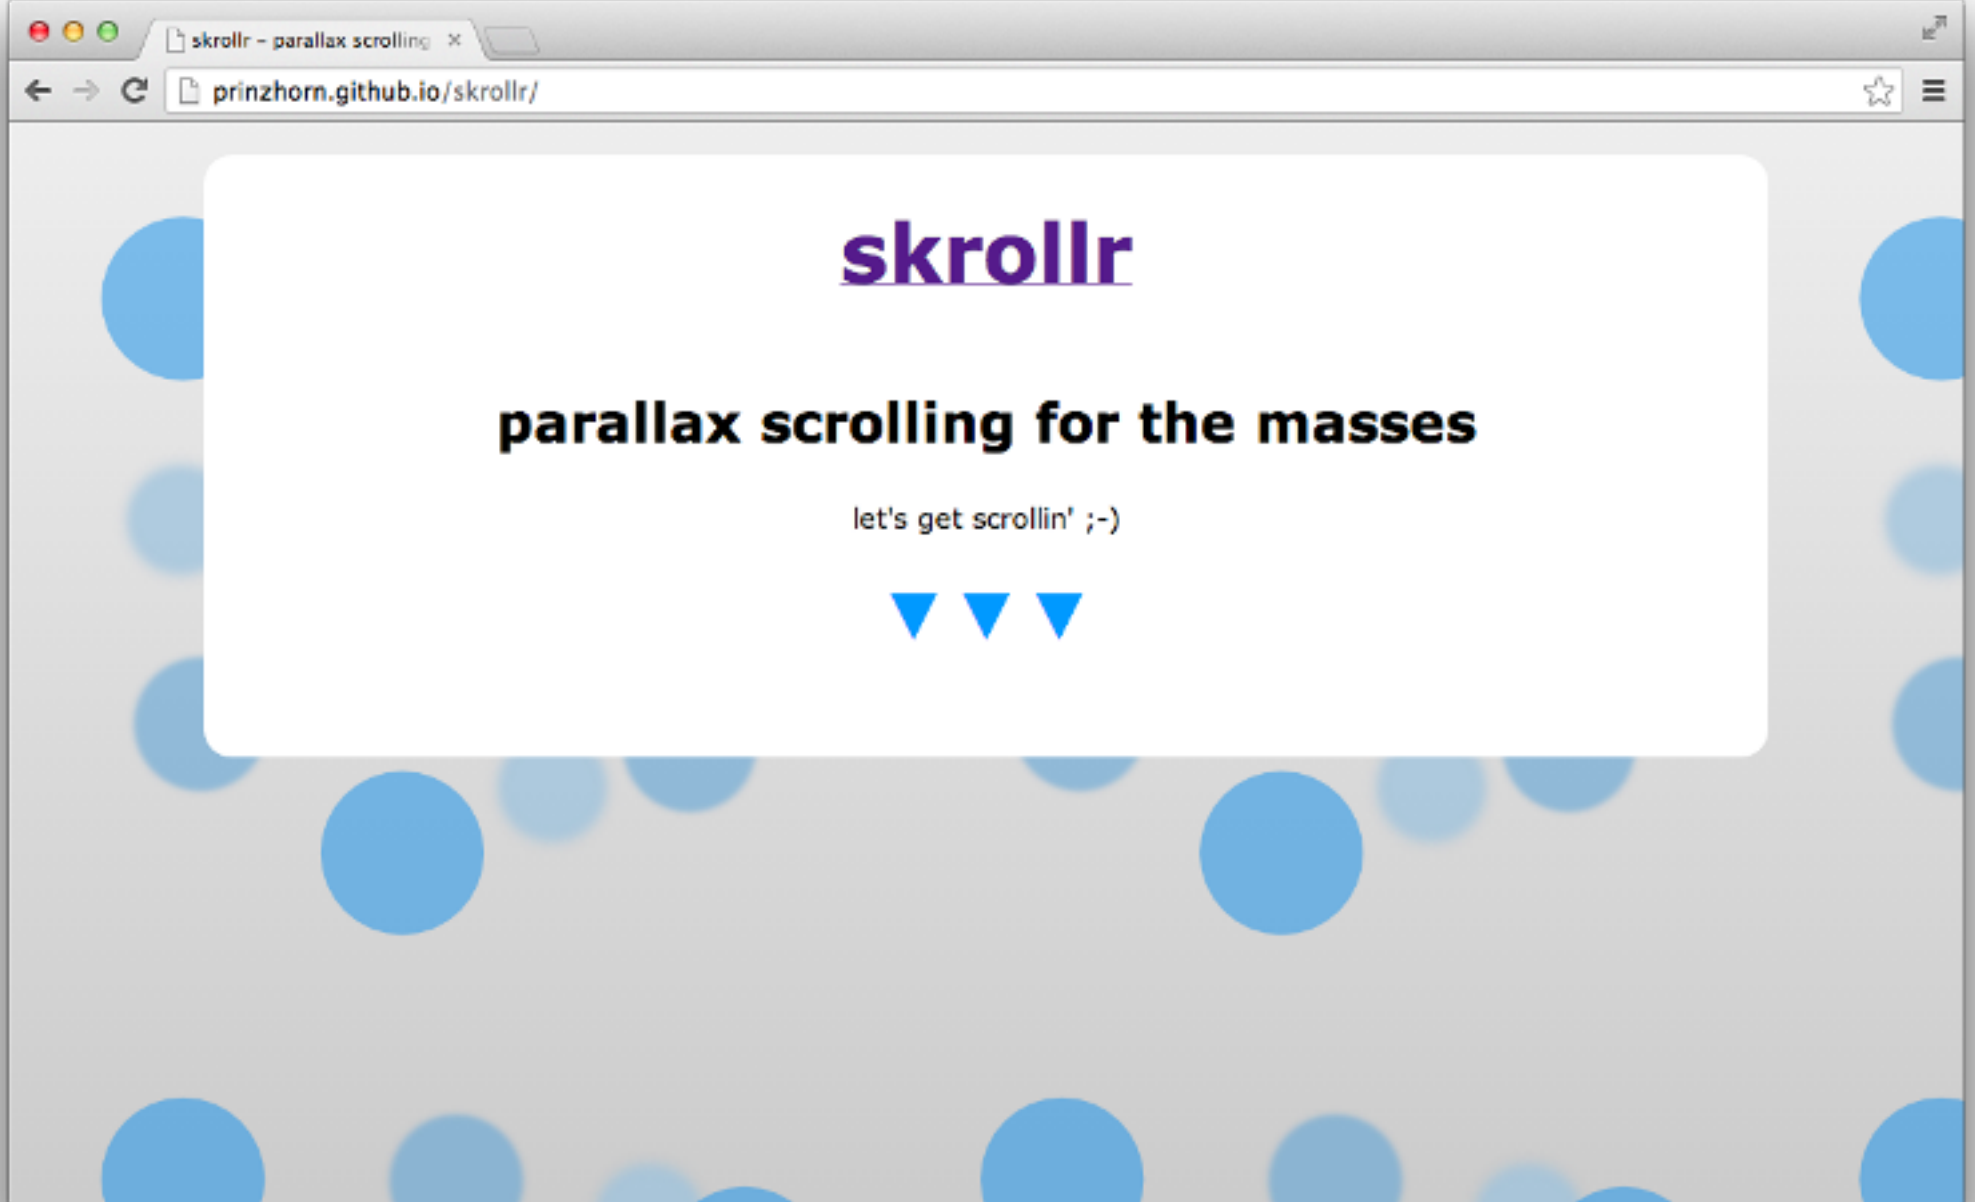 skrollr – parallax scrolling
prinzhorn.github.io/skrollr/
skrollr
parallax scrolling for the masses
let's get scrollin' ;-)